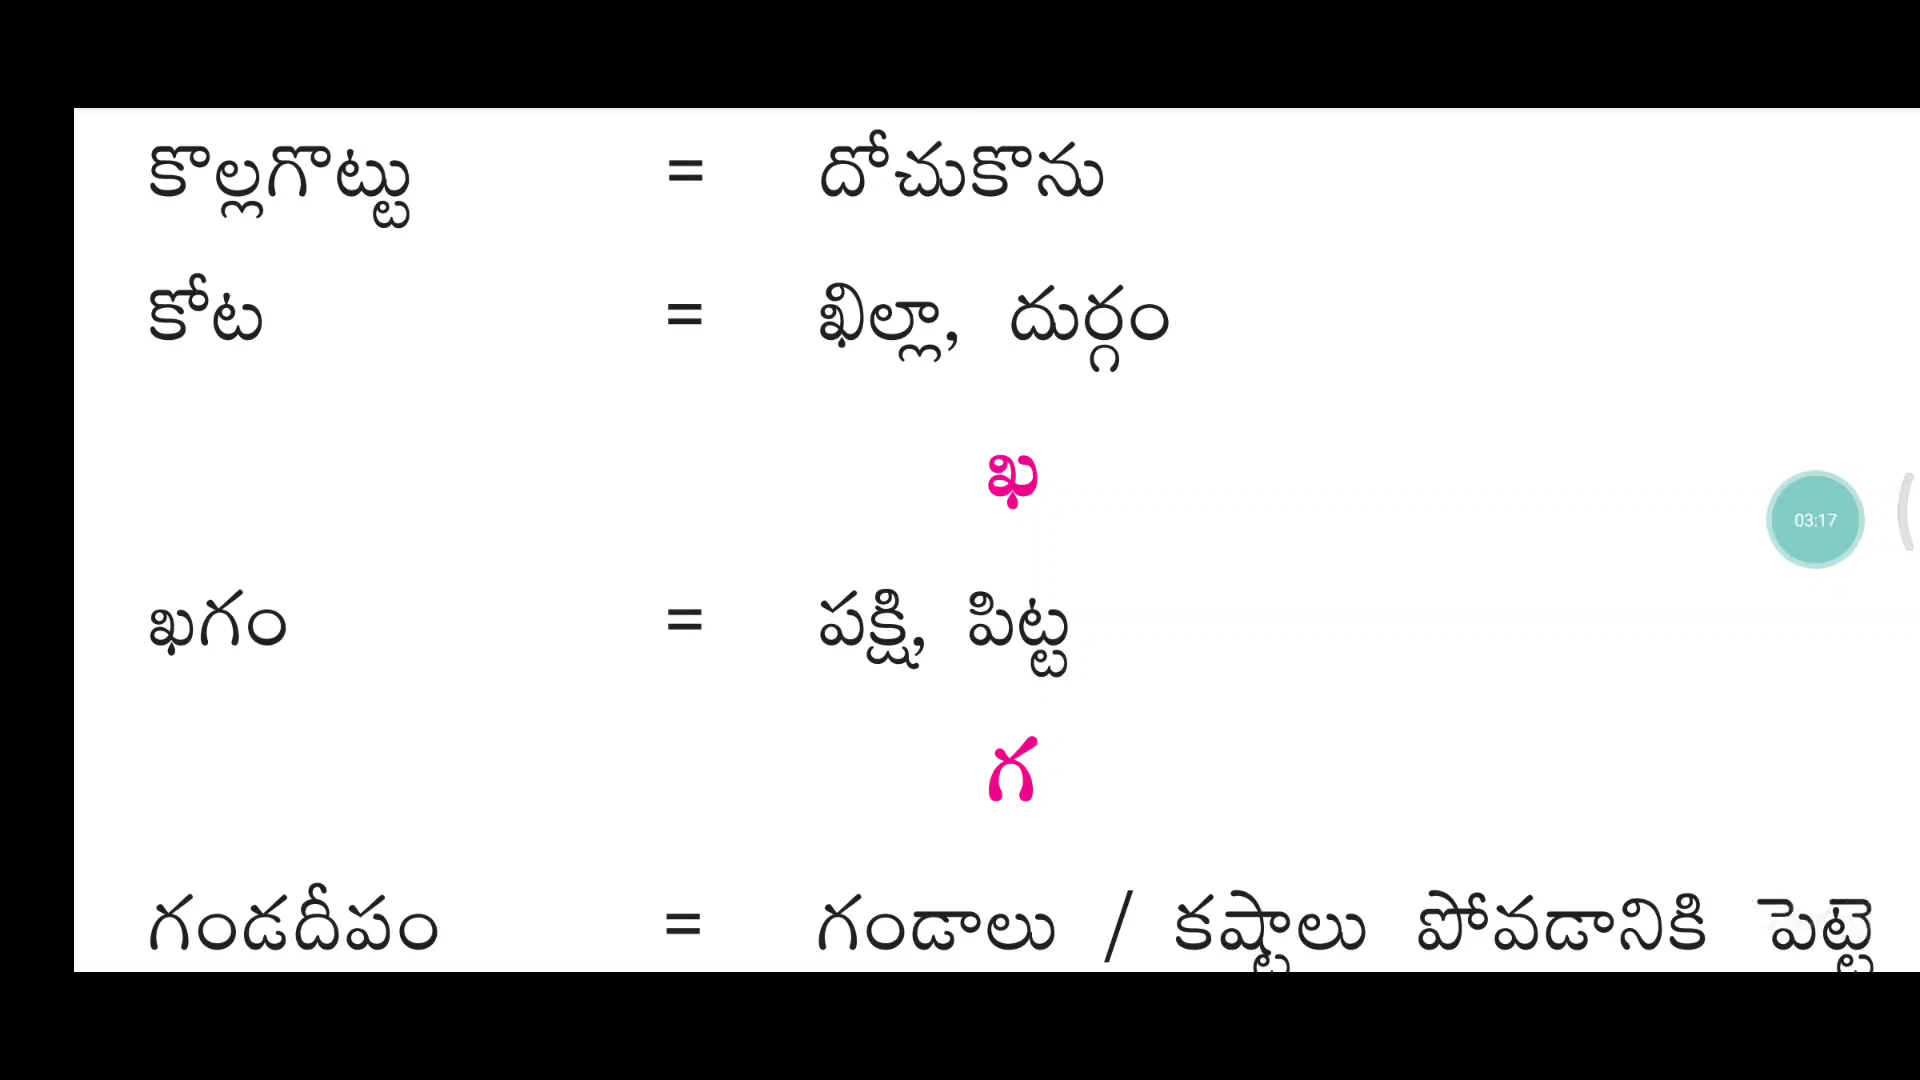 కొల్లగొట్టు = దోచుకొను
కోట = ఖిల్లా, దుర్గం
ఖ
03:17
ఖగం = పక్షి, పిట్ట
గ
గండదీపం = గండాలు / కష్టాలు పోవడానికి పెట్టె